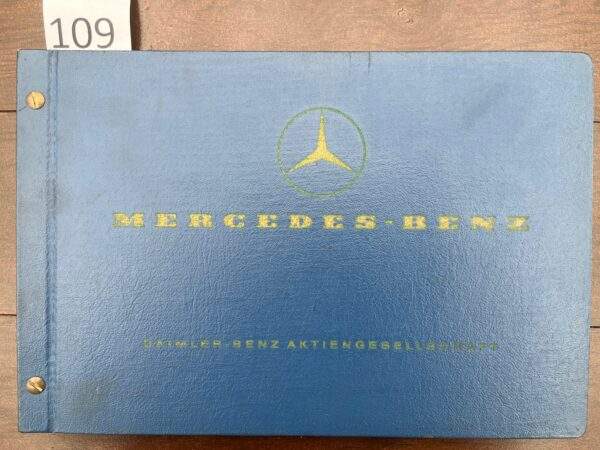 109
MERCEDES-BENZ
DAIMLER-BENZ AKTIENGESELLSCHAFT